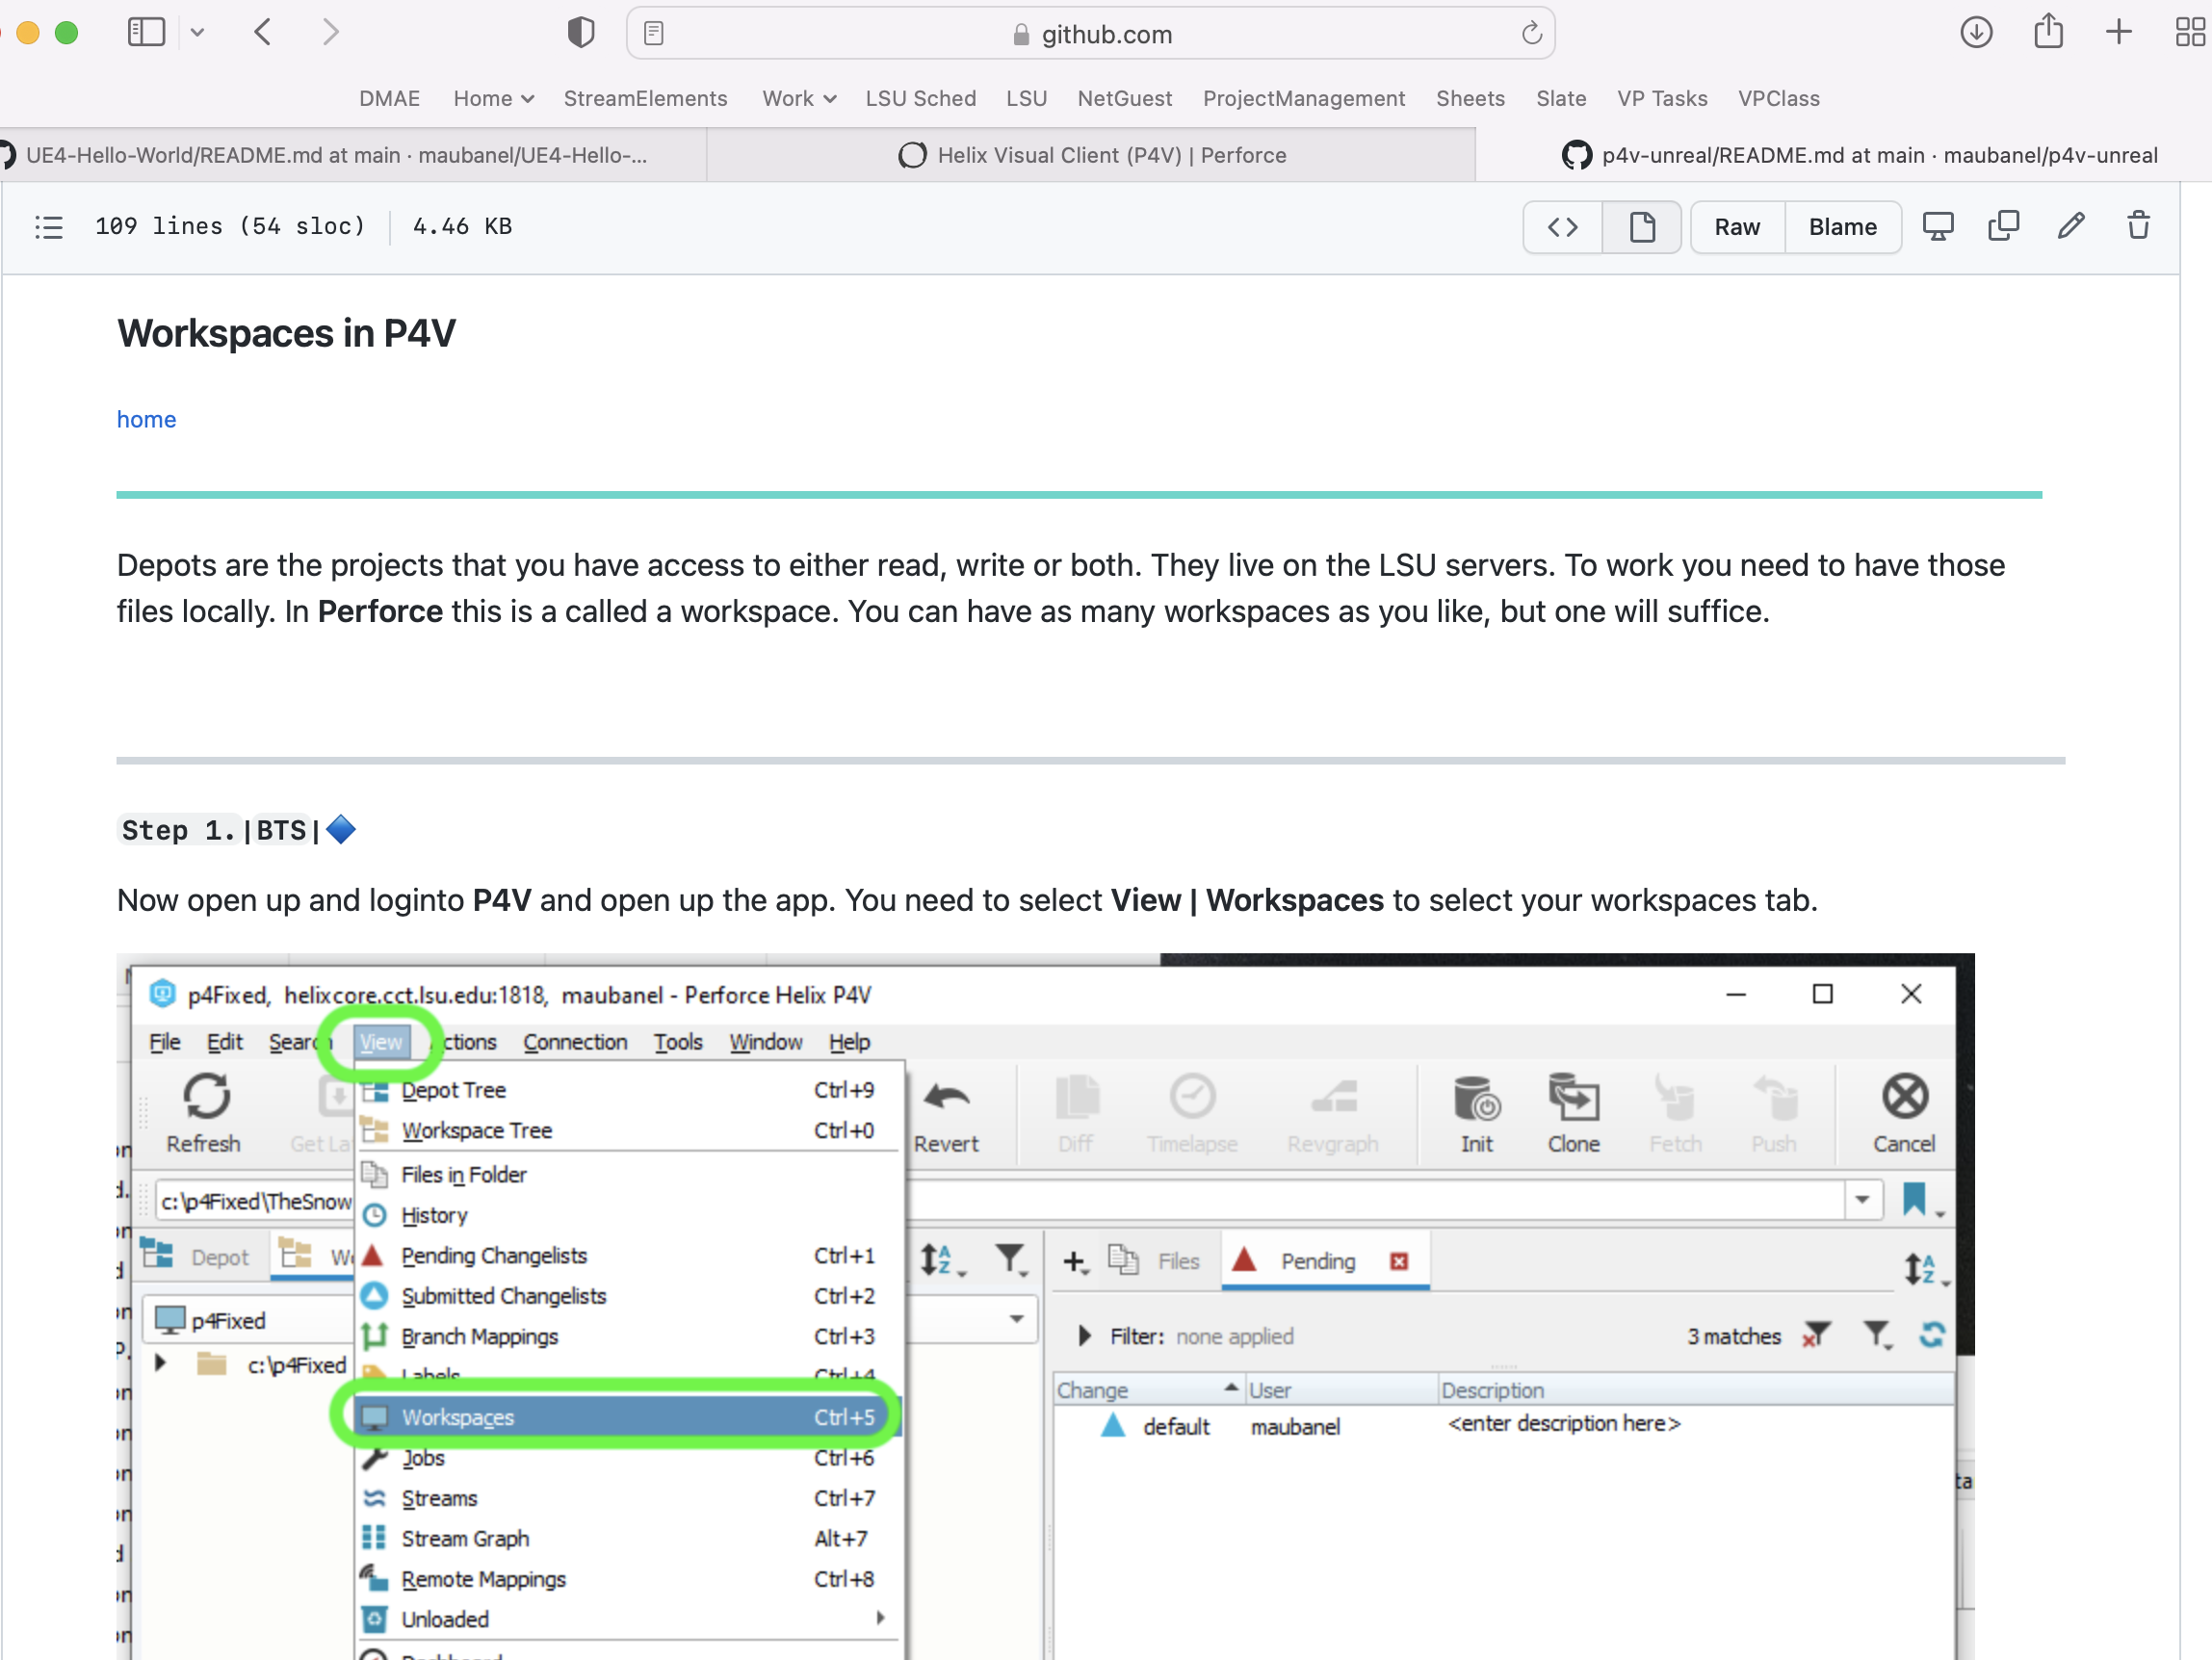 github.com
DMAE Home StreamElements Work LSU Sched LSU NetGuest ProjectManagement Sheets Slate VP Tasks VPClass
UE4-Hello-World/README.md at main · maubanel/UE4-Hello-... Helix Visual Client (P4V) | Perforce p4v-unreal/README.md at main · maubanel/p4v-unreal
109 lines (54 sloc) 4.46 KB Raw Blame
Workspaces in P4V
home
Depots are the projects that you have access to either read, write or both. They live on the LSU servers. To work you need to have those
files locally. In Perforce this is a called a workspace. You can have as many workspaces as you like, but one will suffice.
Step 1.|BTS|
Now open up and loginto P4V and open up the app. You need to select View | Workspaces to select your workspaces tab.
p4Fixed, helixcore.cct.lsu.edu:1818, maubanel - Perforce Helix P4V
File Edit Search View ctions Connection Tools Window Help
Refresh Get La Revert Diff Timelapse Revgraph Init Clone Fetch Push Cancel
Depot Tree Ctrl+9
Workspace Tree Ctrl+0
Files in Folder
c:\p4Fixed\TheSnow
History
Depot Wo
Pending Changelists Ctrl+1
Files Pending
Submitted Changelists Ctrl+2
p4Fixed
Branch Mappings Ctrl+3
Filter: none applied 3 matches
c:\p4Fixed
Labels Ctrl+4
Change User Description
Workspaces Ctrl+5
default maubanel <enter description here>
Jobs Ctrl+6
Streams Ctrl+7
Stream Graph Alt+7
Remote Mappings Ctrl+8
Unloaded